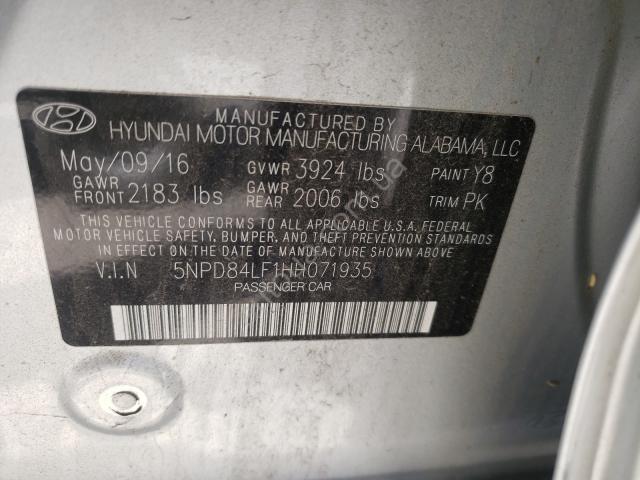 MANUFACTURED BY
HYUNDAI MOTOR MANUFACTURING ALABAMA, LLC
May/09/16 GVWR 3924 lbs PAINT Y8
GAWR FRONT 2183 lbs GAWR REAR 2006 lbs TRIM PK
THIS VEHICLE CONFORMS TO ALL APPLICABLE U.S.A. FEDERAL
MOTOR VEHICLE SAFETY, BUMPER, AND THEFT PREVENTION
STANDARDS IN EFFECT ON THE DATE OF MANUFACTURE SHOWN ABOVE
V.I.N 5NPD84LF1HH071935
PASSENGER CAR